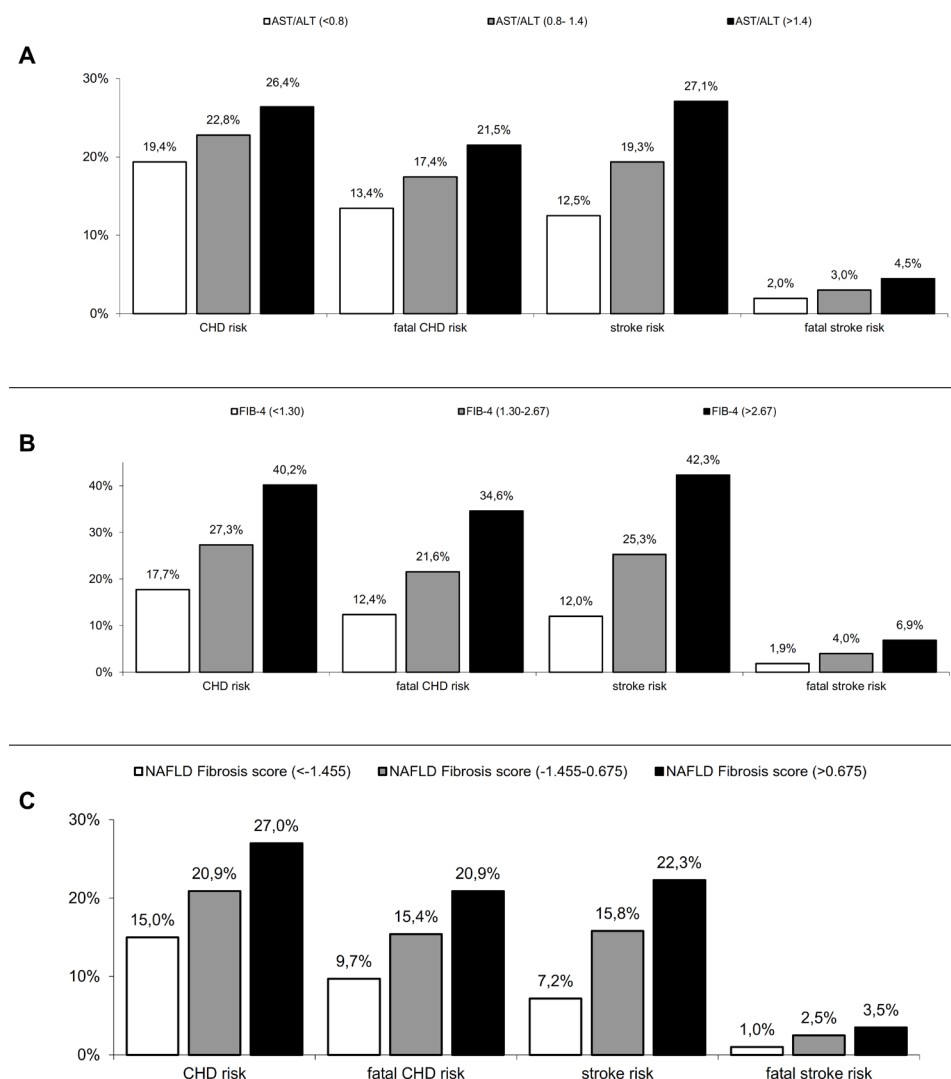 AST/ALT (<0.8) AST/ALT (0.8- 1.4) AST/ALT (>1.4)
A
30%
20%
10%
0%
19,4% 22,8% 26,4%
13,4% 17,4% 21,5%
12,5% 19,3% 27,1%
2,0% 3,0% 4,5%
CHD risk fatal CHD risk stroke risk fatal stroke risk
FIB-4 (<1.30) FIB-4 (1.30-2.67) FIB-4 (>2.67)
B
40%
30%
20%
10%
0%
17,7% 27,3% 40,2%
12,4% 21,6% 34,6%
12,0% 25,3% 42,3%
1,9% 4,0% 6,9%
CHD risk fatal CHD risk stroke risk fatal stroke risk
NAFLD Fibrosis score (<-1.455) NAFLD Fibrosis score (-1.455-0.675) NAFLD Fibrosis score (>0.675)
C
30%
20%
10%
0%
15,0% 20,9% 27,0%
9,7% 15,4% 20,9%
7,2% 15,8% 22,3%
1,0% 2,5% 3,5%
CHD risk fatal CHD risk stroke risk fatal stroke risk